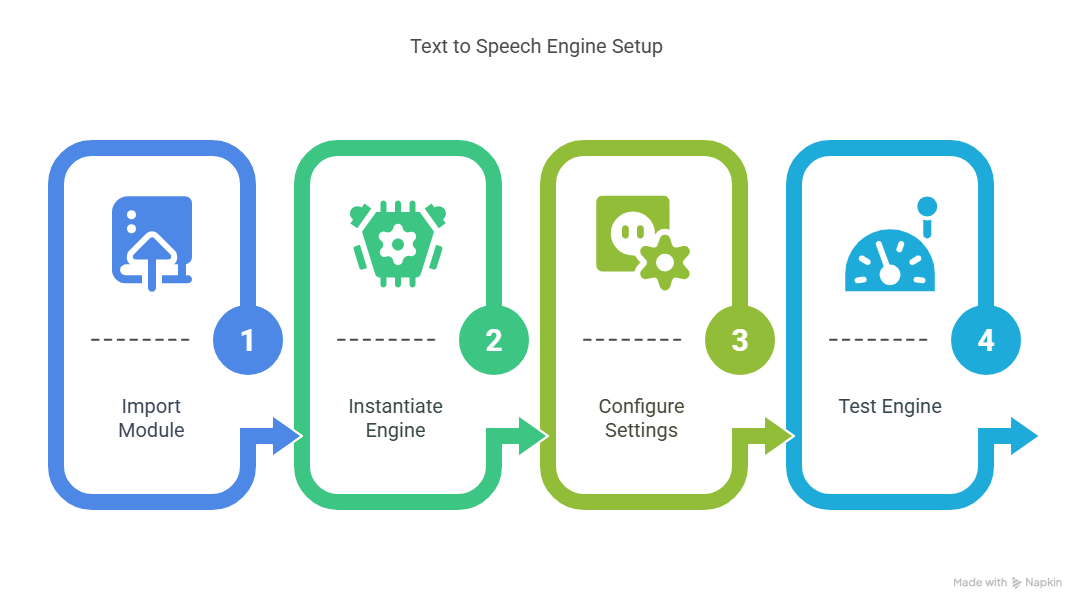 Text to Speech Engine Setup
1
2
3
4
Import
Module
Instantiate
Engine
Configure
Settings
Test Engine
Made with Napkin